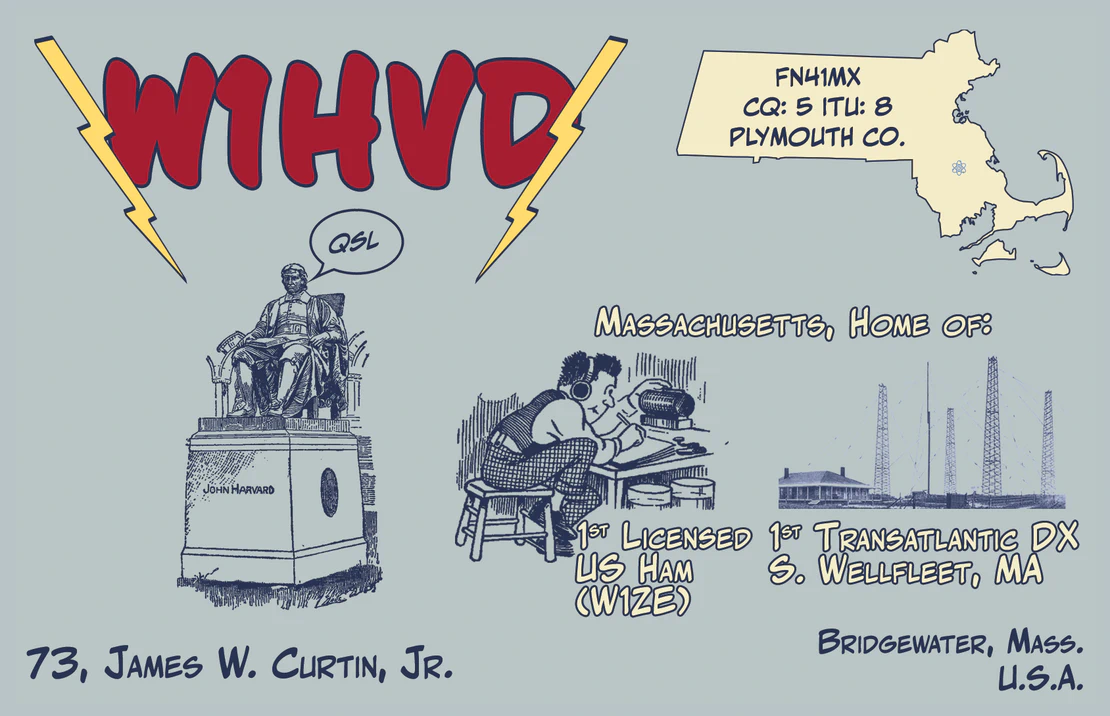 W1HVD
FN41MX
CQ: 5 ITU: 8
PLYMOUTH CO.
QSL
MASSACHUSETTS, HOME OF:
JOHN HARVARD
1ST LICENSED
US HAM
(W1ZE)
1ST TRANSATLANTIC DX
S. WELLFLEET, MA
73, JAMES W. CURTIN, JR.
BRIDGEWATER, MASS.
U.S.A.